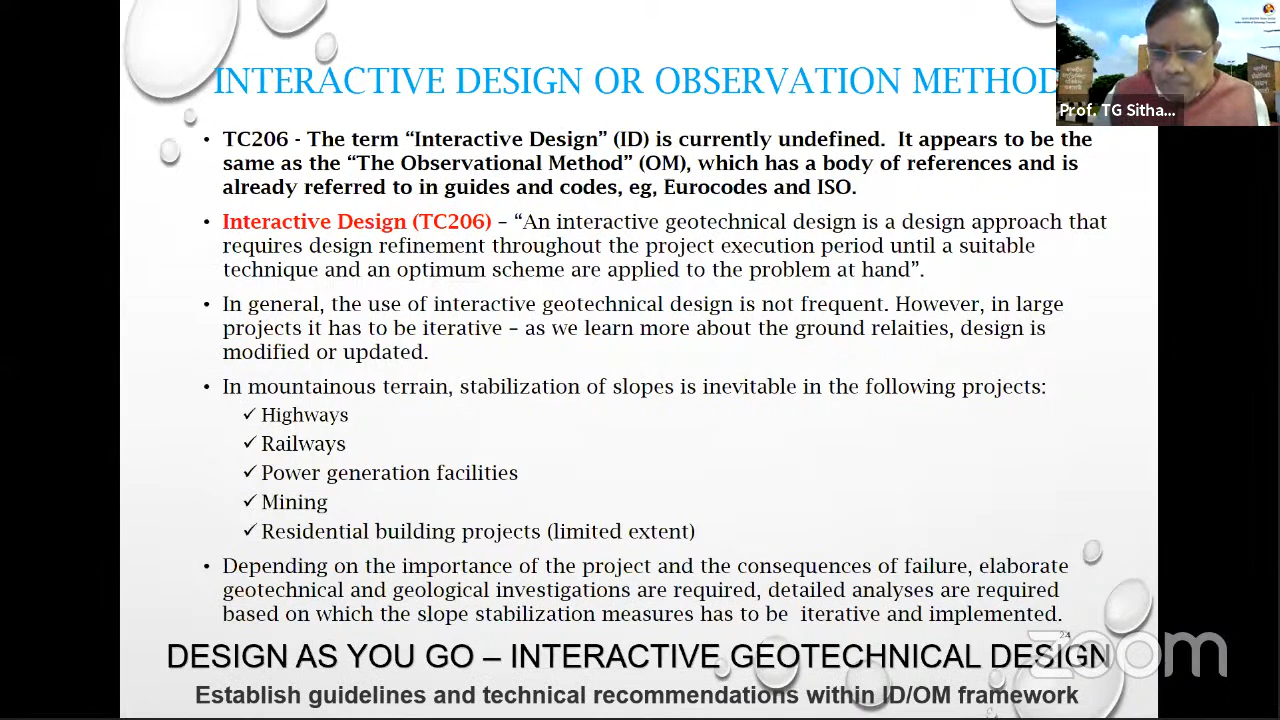 INTERACTIVE DESIGN OR OBSERVATION METHOD
Prof. TG Sitha...
• TC206 - The term “Interactive Design” (ID) is currently undefined. It appears to be the
same as the “The Observational Method” (OM), which has a body of references and is
already referred to in guides and codes, eg, Eurocodes and ISO.
• Interactive Design (TC206) – “An interactive geotechnical design is a design approach that
requires design refinement throughout the project execution period until a suitable
technique and an optimum scheme are applied to the problem at hand”.
• In general, the use of interactive geotechnical design is not frequent. However, in large
projects it has to be iterative – as we learn more about the ground relaities, design is
modified or updated.
• In mountainous terrain, stabilization of slopes is inevitable in the following projects:
✓ Highways
✓ Railways
✓ Power generation facilities
✓ Mining
✓ Residential building projects (limited extent)
• Depending on the importance of the project and the consequences of failure, elaborate
geotechnical and geological investigations are required, detailed analyses are required
based on which the slope stabilization measures has to be iterative and implemented.
24
zoom
DESIGN AS YOU GO – INTERACTIVE GEOTECHNICAL DESIGN
Establish guidelines and technical recommendations within ID/OM framework